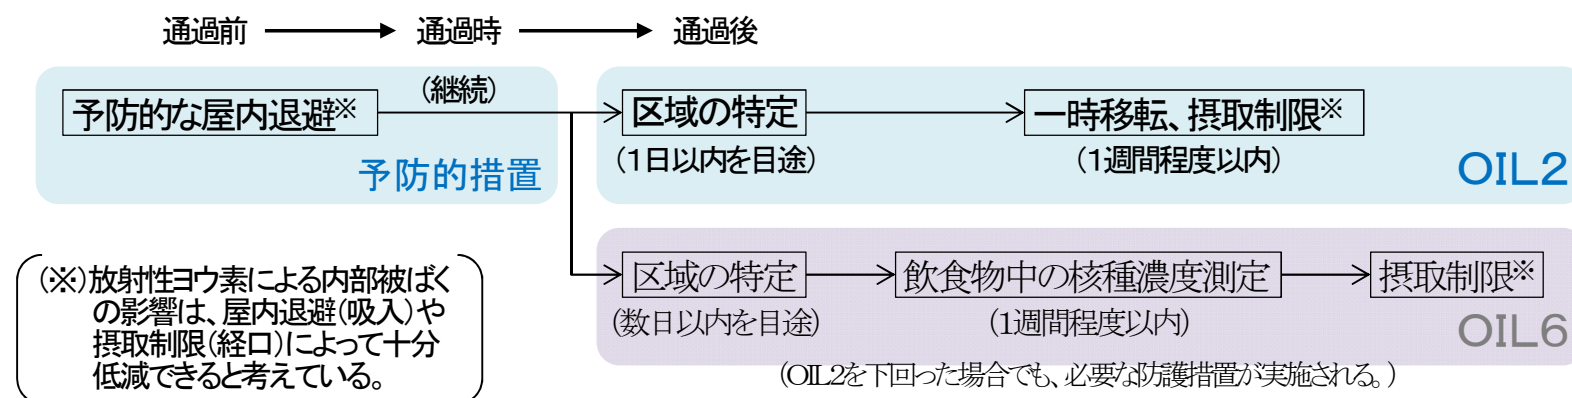 通過前 通過時 通過後
予防的な屋内退避※
(継続)
予防的措置
区域の特定
(1日以内を目途)
一時移転、摂取制限※
(1週間程度以内)
OIL2
(※)放射性ヨウ素による内部被ばく
の影響は、屋内退避(吸入)や
摂取制限(経口)によって十分
低減できると考えている。
区域の特定
(数日以内を目途)
飲食物中の核種濃度測定
(1週間程度以内)
摂取制限※
OIL6
(OIL2を下回った場合でも、必要な防護措置が実施される。)